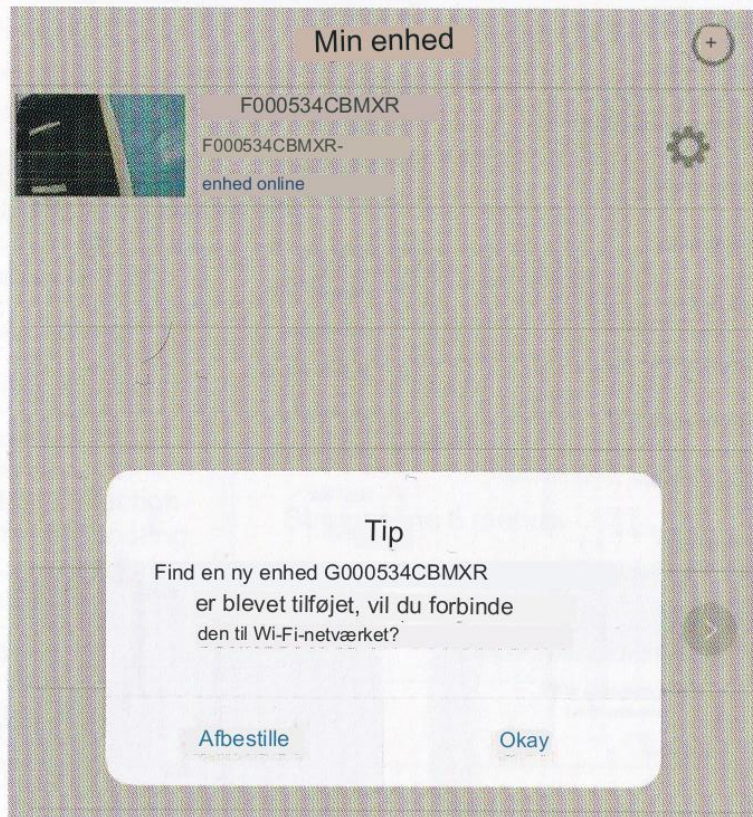 Min enhed
F000534CBMXR
F000534CBMXR-
enhed online
Tip
Find en ny enhed G000534CBMXR
er blevet tilføjet, vil du forbinde
den til Wi-Fi-netværket?
Afbestille
Okay